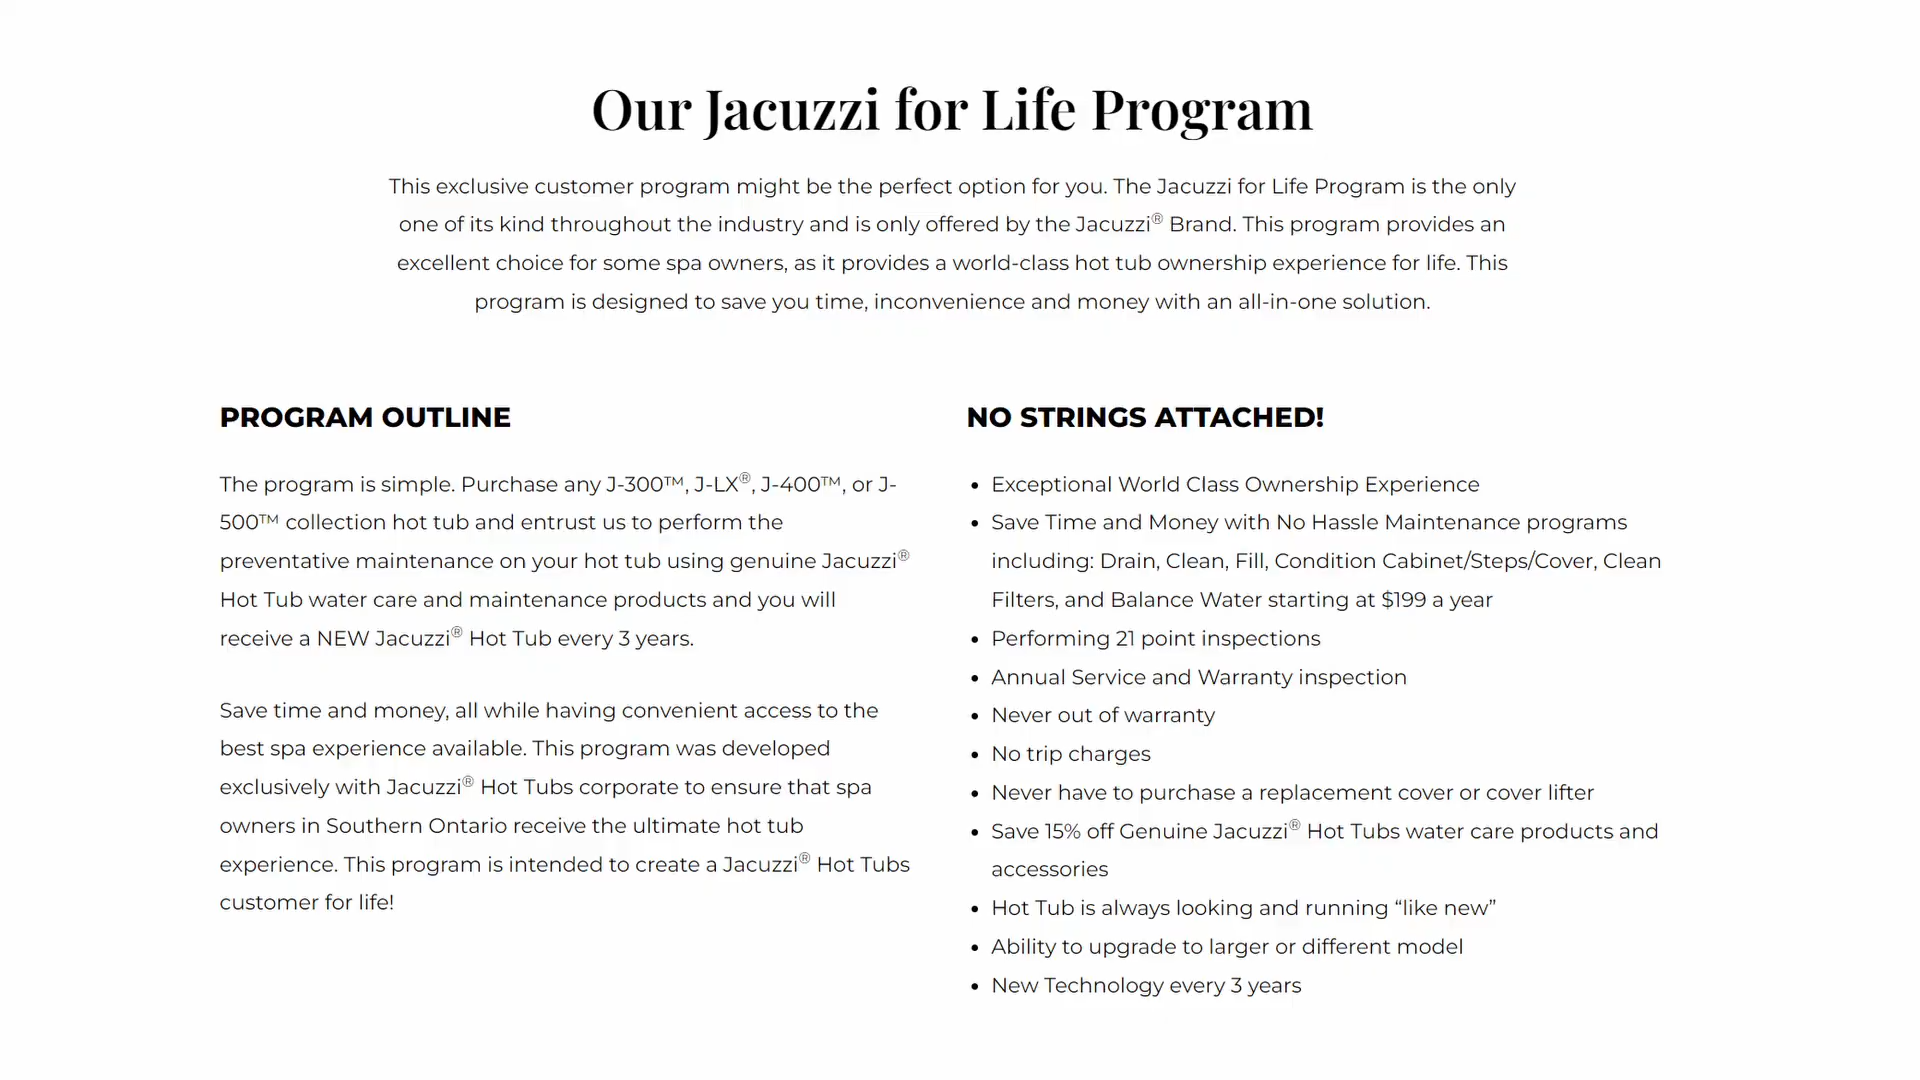 Our Jacuzzi for Life Program
This exclusive customer program might be the perfect option for you. The Jacuzzi for Life Program is the only
one of its kind throughout the industry and is only offered by the Jacuzzi® Brand. This program provides an
excellent choice for some spa owners, as it provides a world-class hot tub ownership experience for life. This
program is designed to save you time, inconvenience and money with an all-in-one solution.
PROGRAM OUTLINE
The program is simple. Purchase any J-300™, J-LX®, J-400™, or J-
500™ collection hot tub and entrust us to perform the
preventative maintenance on your hot tub using genuine Jacuzzi®
Hot Tub water care and maintenance products and you will
receive a NEW Jacuzzi® Hot Tub every 3 years.
Save time and money, all while having convenient access to the
best spa experience available. This program was developed
exclusively with Jacuzzi® Hot Tubs corporate to ensure that spa
owners in Southern Ontario receive the ultimate hot tub
experience. This program is intended to create a Jacuzzi® Hot Tubs
customer for life!
NO STRINGS ATTACHED!
• Exceptional World Class Ownership Experience
• Save Time and Money with No Hassle Maintenance programs
including: Drain, Clean, Fill, Condition Cabinet/Steps/Cover, Clean
Filters, and Balance Water starting at $199 a year
• Performing 21 point inspections
• Annual Service and Warranty inspection
• Never out of warranty
• No trip charges
• Never have to purchase a replacement cover or cover lifter
• Save 15% off Genuine Jacuzzi® Hot Tubs water care products and
accessories
• Hot Tub is always looking and running “like new”
• Ability to upgrade to larger or different model
• New Technology every 3 years